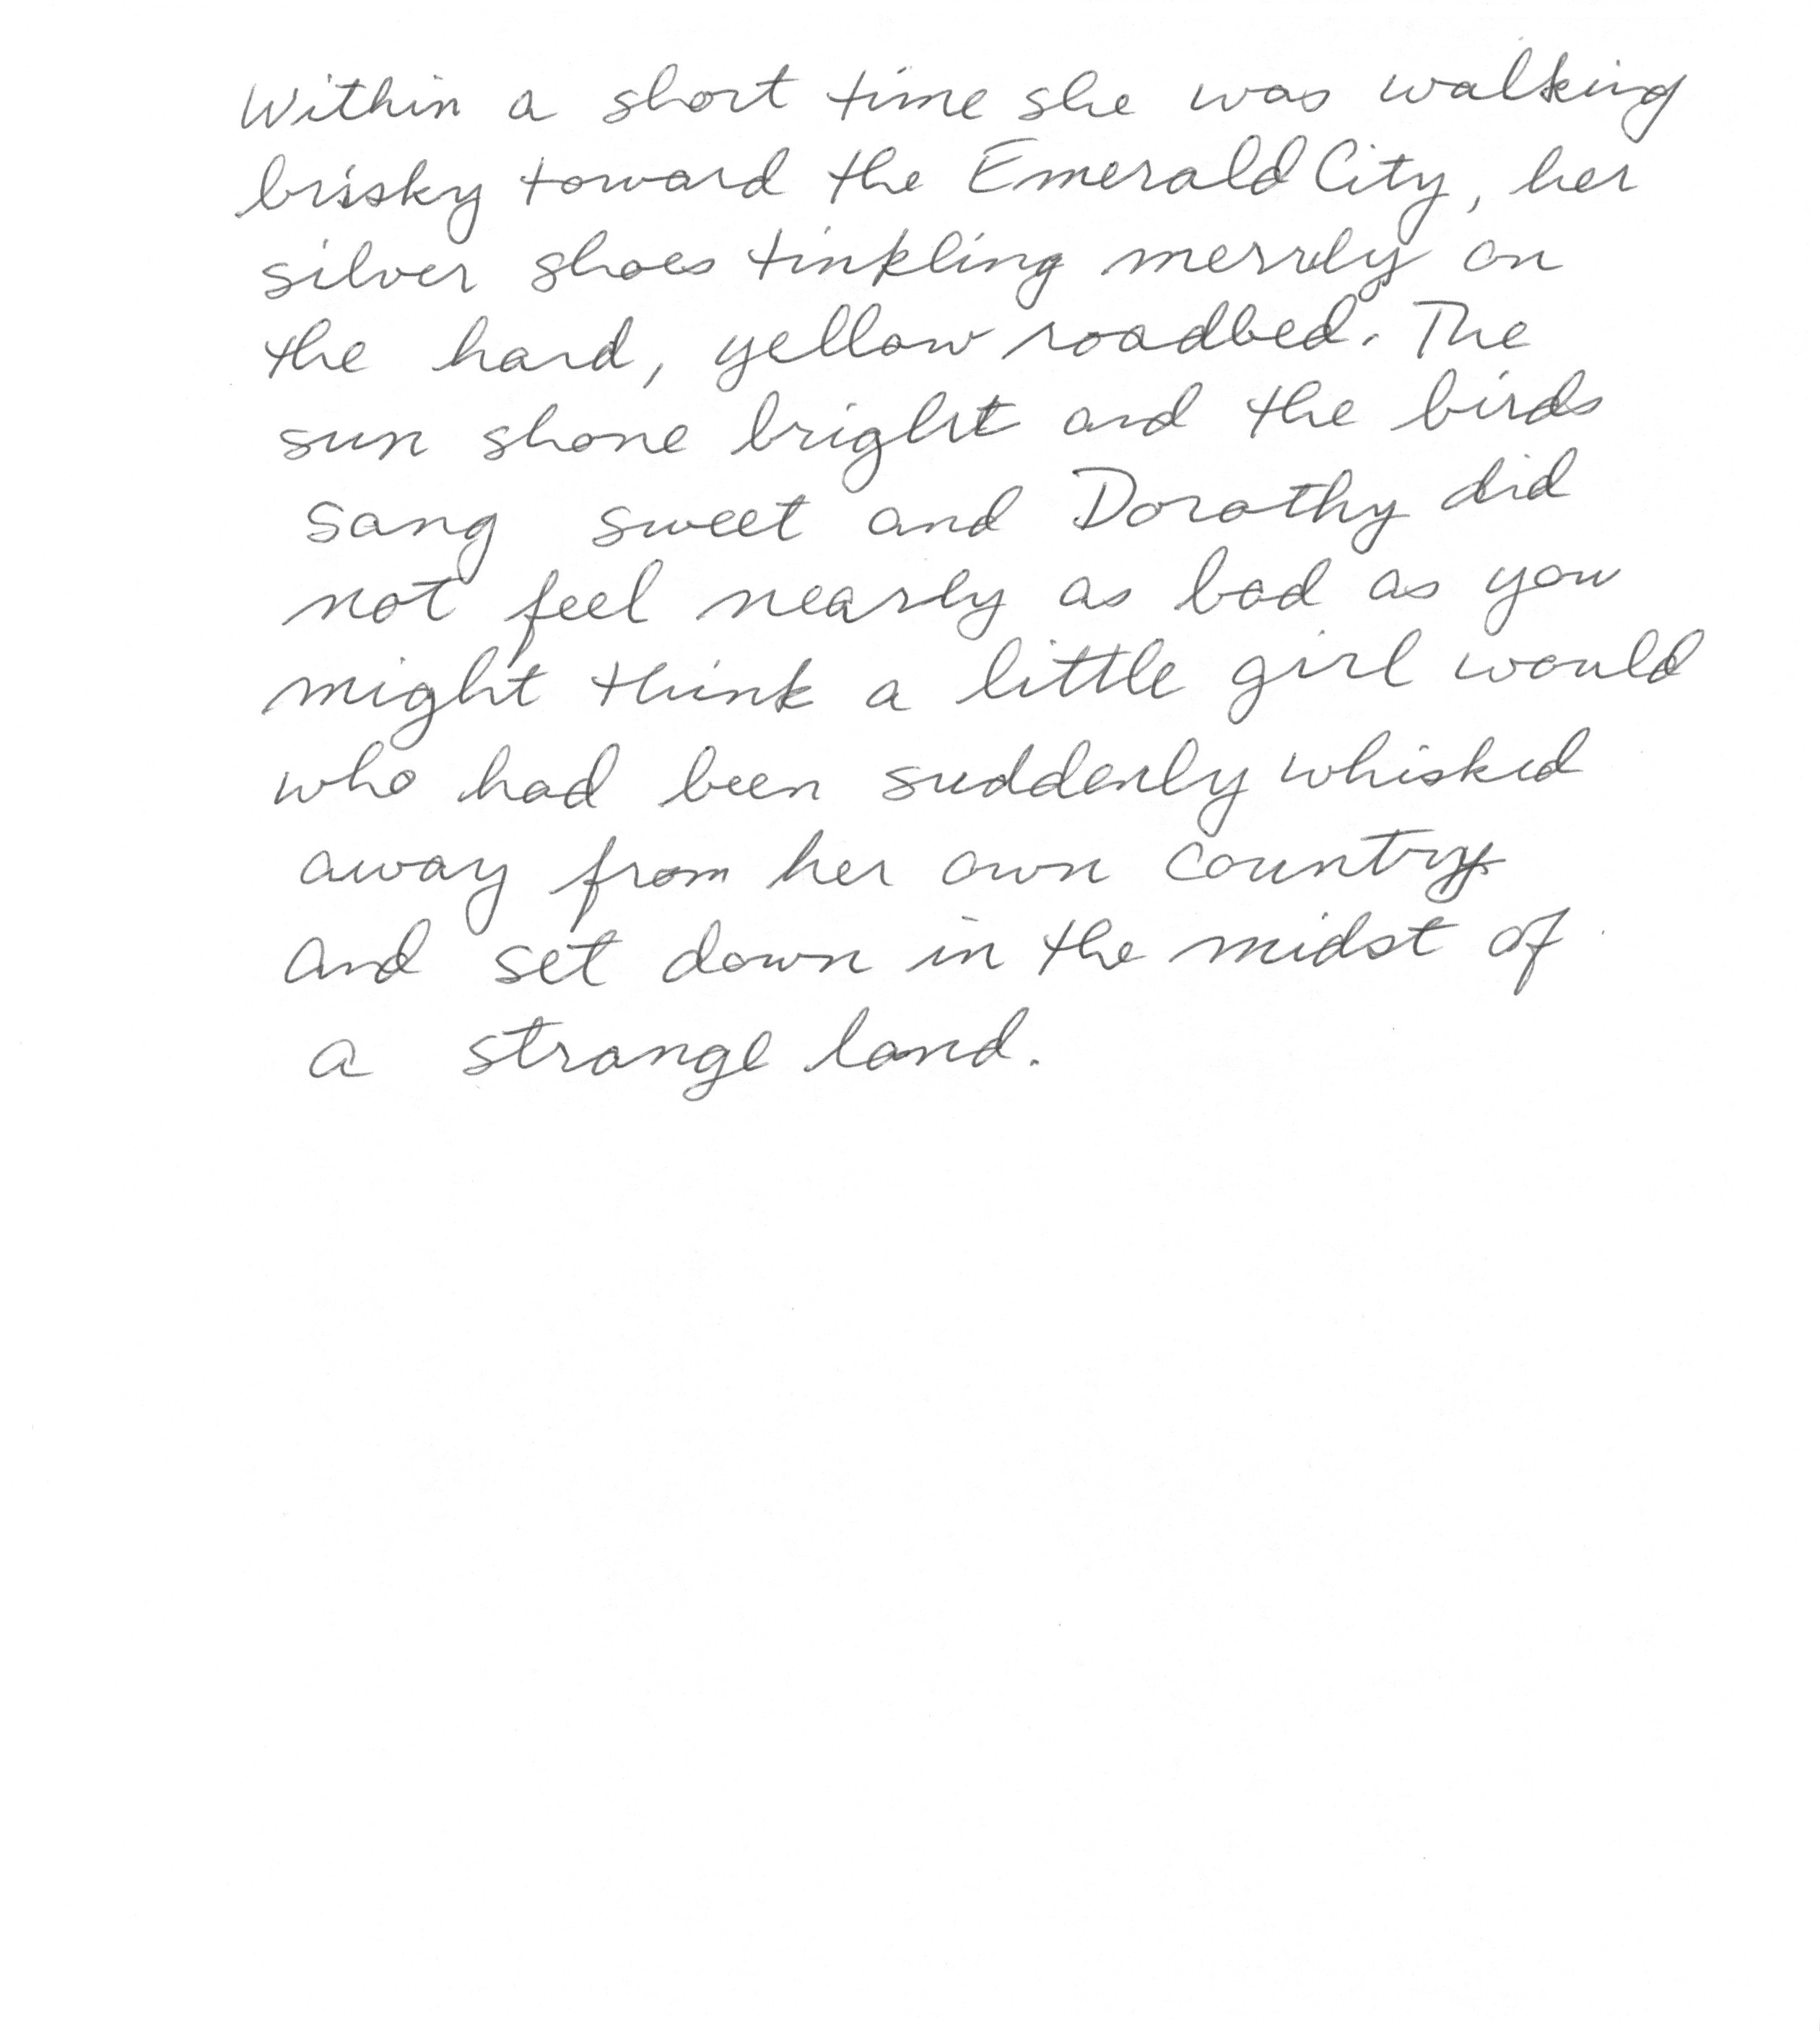 Within a short time she was walking
brisky toward the Emerald City, her
silver shoes tinkling merrily on
the hard, yellow roadbed. The
sun shone bright and the birds
sang sweet and Dorothy did
not feel nearly as bad as you
might think a little girl would
who had been suddenly whisked
away from her own country
and set down in the midst of
a strange land.